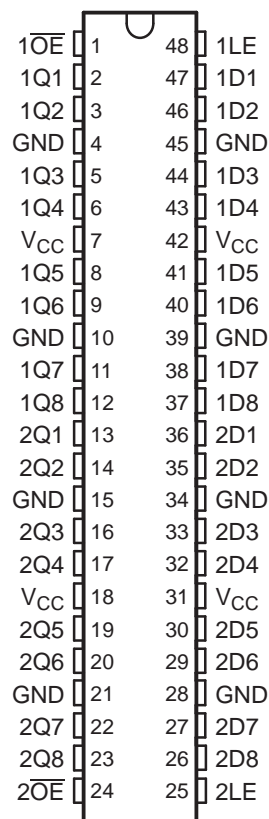 1O̅E̅ 1 48 1LE
1Q1 2 47 1D1
1Q2 3 46 1D2
GND 4 45 GND
1Q3 5 44 1D3
1Q4 6 43 1D4
VCC 7 42 VCC
1Q5 8 41 1D5
1Q6 9 40 1D6
GND 10 39 GND
1Q7 11 38 1D7
1Q8 12 37 1D8
2Q1 13 36 2D1
2Q2 14 35 2D2
GND 15 34 GND
2Q3 16 33 2D3
2Q4 17 32 2D4
VCC 18 31 VCC
2Q5 19 30 2D5
2Q6 20 29 2D6
GND 21 28 GND
2Q7 22 27 2D7
2Q8 23 26 2D8
2O̅E̅ 24 25 2LE